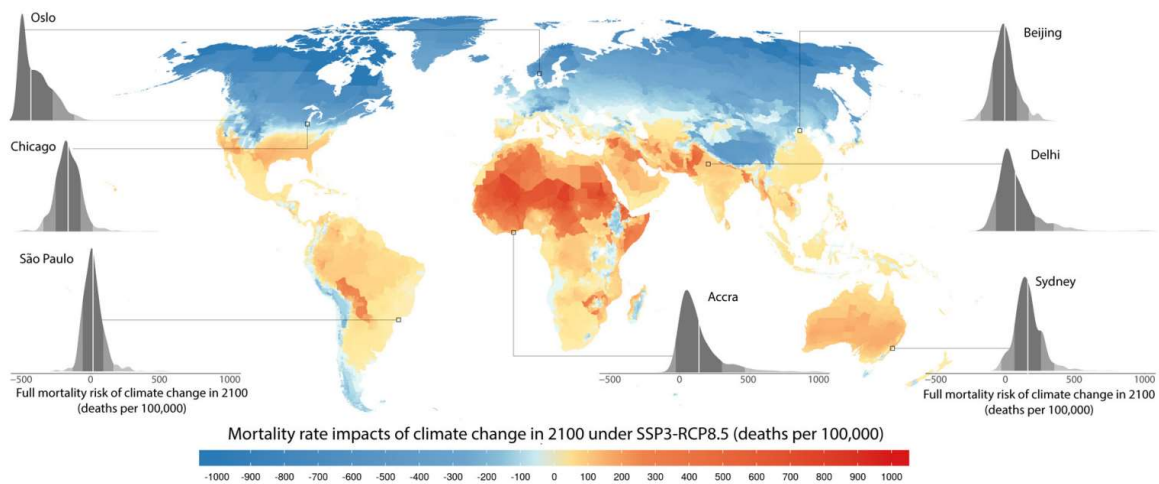 Oslo
Beijing
Chicago
Delhi
São Paulo
Accra
Sydney
−500 0 500 1000
Full mortality risk of climate change in 2100
(deaths per 100,000)
−500 0 500 1000
−500 0 500 1000
Full mortality risk of climate change in 2100
(deaths per 100,000)
Mortality rate impacts of climate change in 2100 under SSP3-RCP8.5 (deaths per 100,000)
-1000 -900 -800 -700 -600 -500 -400 -300 -200 -100 0 100 200 300 400 500 600 700 800 900 1000